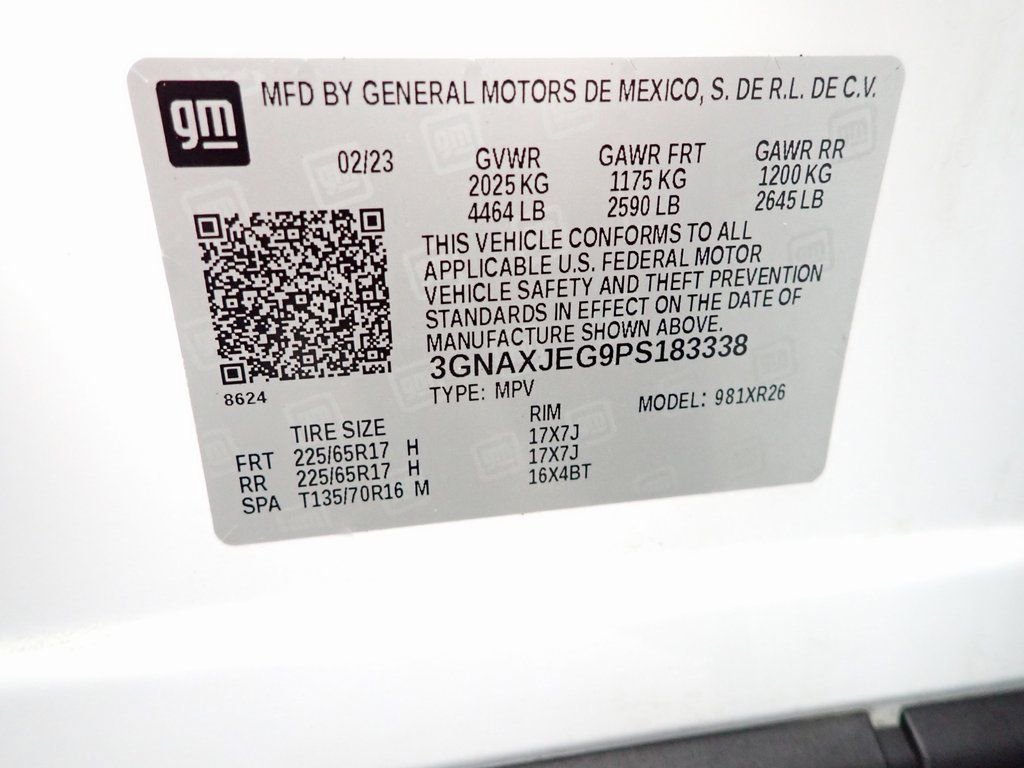 gm
MFD BY GENERAL MOTORS DE MEXICO, S. DE R.L. DE C.V.
02/23 GVWR GAWR FRT GAWR RR
2025 KG 1175 KG 1200 KG
4464 LB 2590 LB 2645 LB
THIS VEHICLE CONFORMS TO ALL
APPLICABLE U.S. FEDERAL MOTOR
VEHICLE SAFETY AND THEFT PREVENTION
STANDARDS IN EFFECT ON THE DATE OF
MANUFACTURE SHOWN ABOVE.
3GNAXJEG9PS183338
8624
TYPE: MPV MODEL: 981XR26
TIRE SIZE RIM
FRT 225/65R17 H 17X7J
RR 225/65R17 H 17X7J
SPA T135/70R16 M 16X4BT